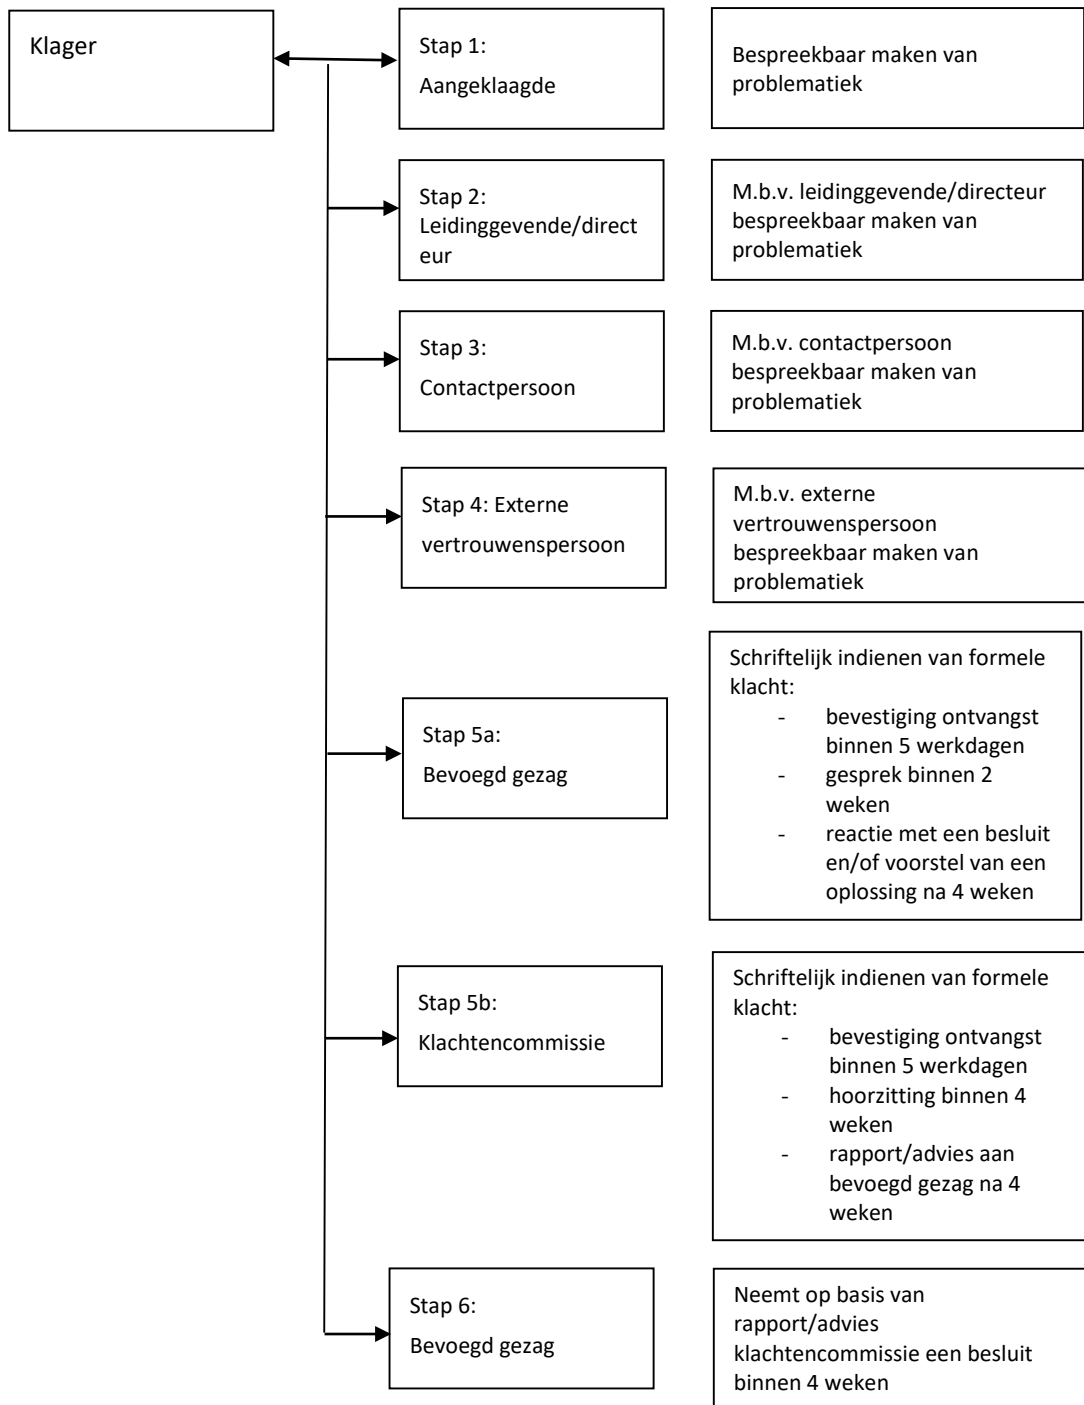 Klager
Stap 1:
Aangeklaagde
Bespreekbaar maken van
problematiek
Stap 2:
Leidinggevende/direct
eur
M.b.v. leidinggevende/directeur
bespreekbaar maken van
problematiek
Stap 3:
Contactpersoon
M.b.v. contactpersoon
bespreekbaar maken van
problematiek
Stap 4: Externe
vertrouwenspersoon
M.b.v. externe
vertrouwenspersoon
bespreekbaar maken van
problematiek
Stap 5a:
Bevoegd gezag
Schriftelijk indienen van formele
klacht:
- bevestiging ontvangst
binnen 5 werkdagen
- gesprek binnen 2
weken
- reactie met een besluit
en/of voorstel van een
oplossing na 4 weken
Stap 5b:
Klachtencommissie
Schriftelijk indienen van formele
klacht:
- bevestiging ontvangst
binnen 5 werkdagen
- hoorzitting binnen 4
weken
- rapport/advies aan
bevoegd gezag na 4
weken
Stap 6:
Bevoegd gezag
Neemt op basis van
rapport/advies
klachtencommissie een besluit
binnen 4 weken